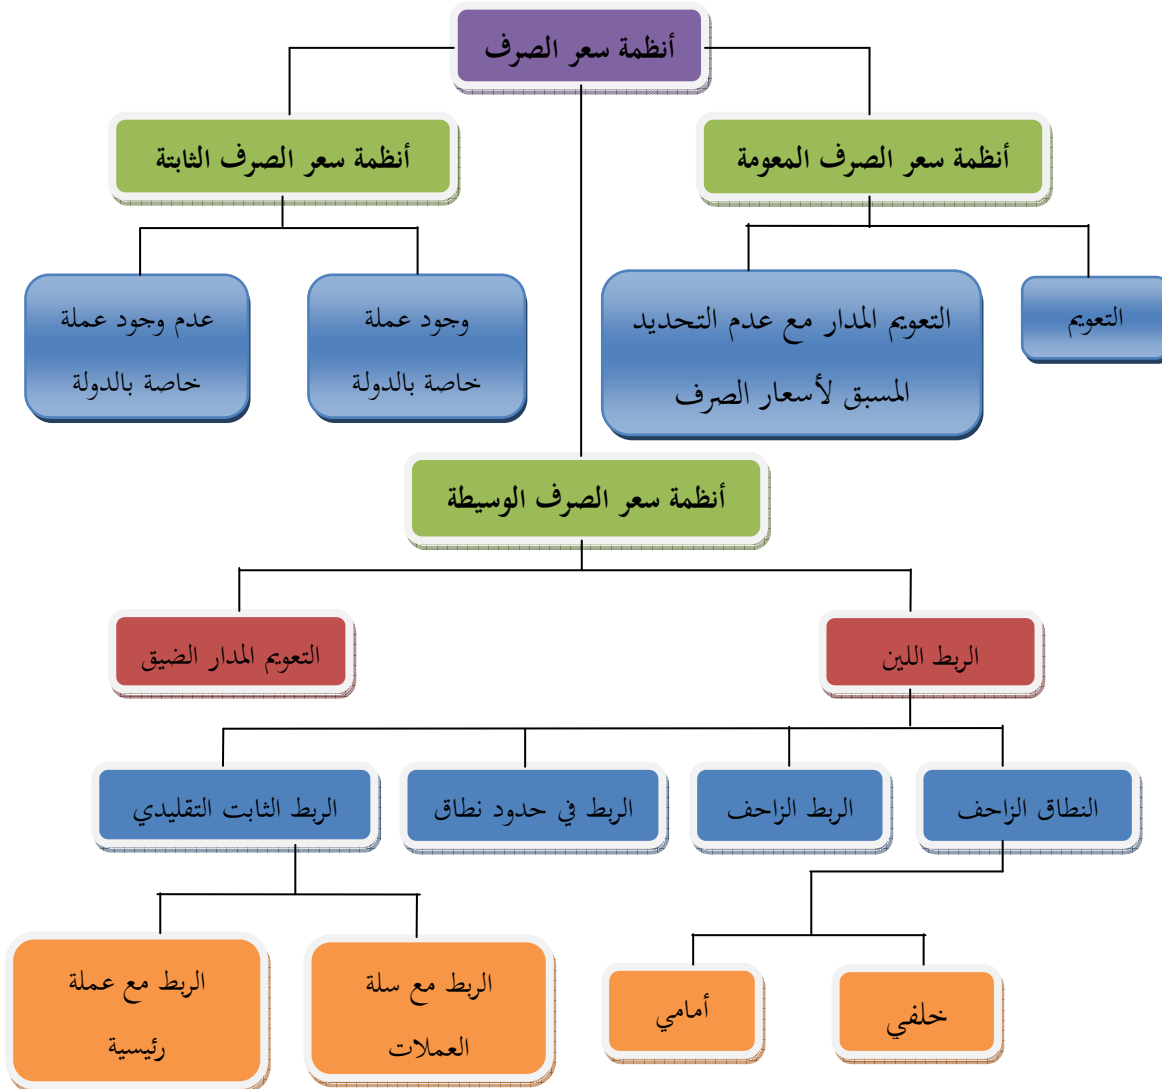 أنظمة سعر الصرف
أنظمة سعر الصرف المعومة
أنظمة سعر الصرف الثابتة
التعويم
التعويم المدار مع عدم التحديد
المسبق لأسعار الصرف
وجود عملة
خاصة بالدولة
عدم وجود عملة
خاصة بالدولة
أنظمة سعر الصرف الوسيطة
الربط اللين
التعويم المدار الضيق
النطاق الزاحف
الربط الزاحف
الربط في حدود نطاق
الربط الثابت التقليدي
خلفي
أمامي
الربط مع سلة
العملات
الربط مع عملة
رئيسية